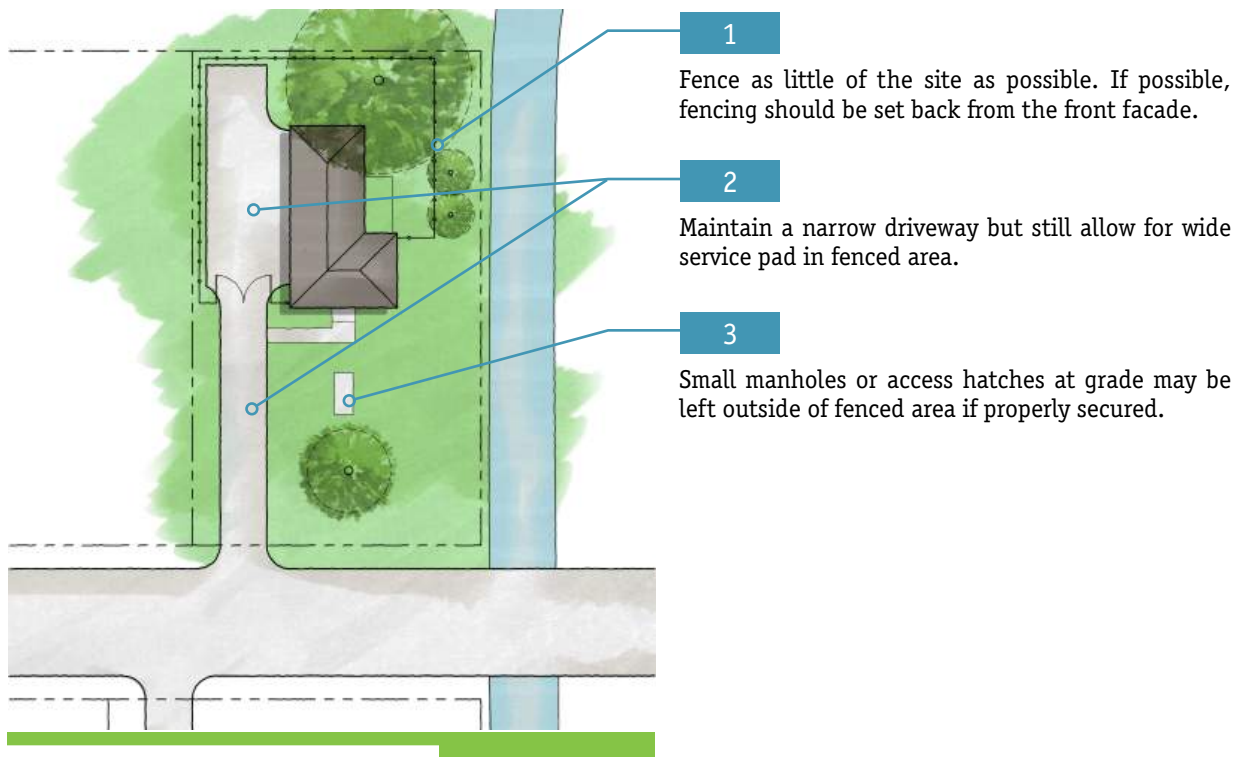 1
Fence as little of the site as possible. If possible,
fencing should be set back from the front facade.
2
Maintain a narrow driveway but still allow for wide
service pad in fenced area.
3
Small manholes or access hatches at grade may be
left outside of fenced area if properly secured.